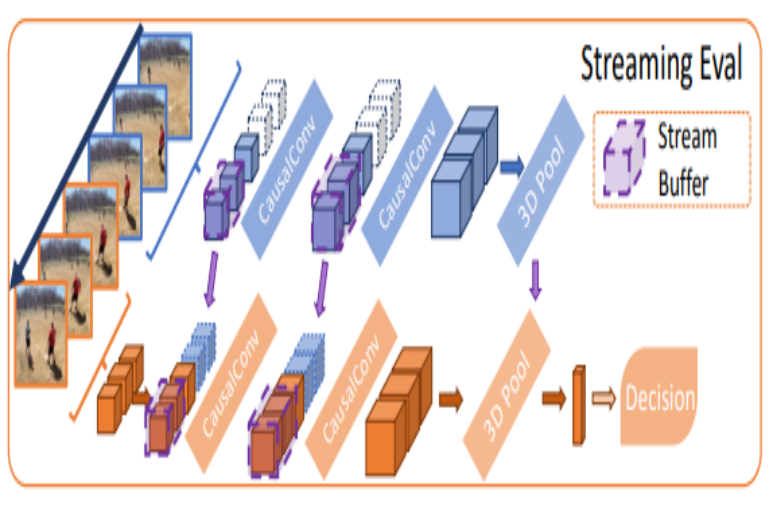 Streaming Eval
Stream
Buffer
CausalConv
CausalConv
3D Pool
CausalConv
CausalConv
3D Pool
Decision